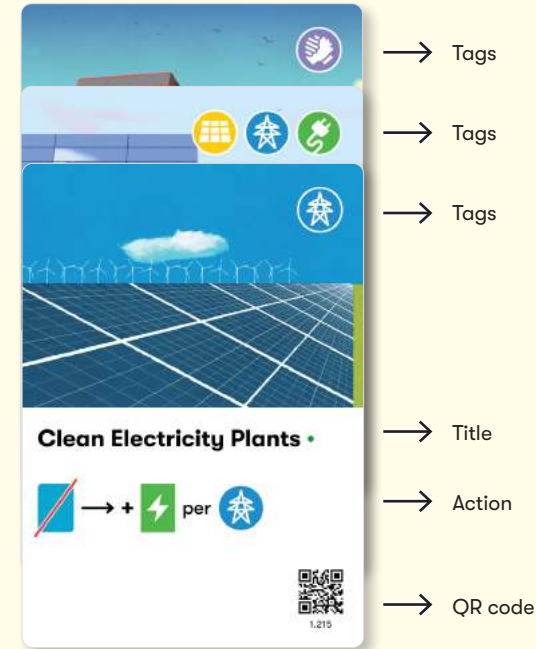 Tags
Tags
Tags
Clean Electricity Plants •
Title
→ + per
Action
QR code
1.215